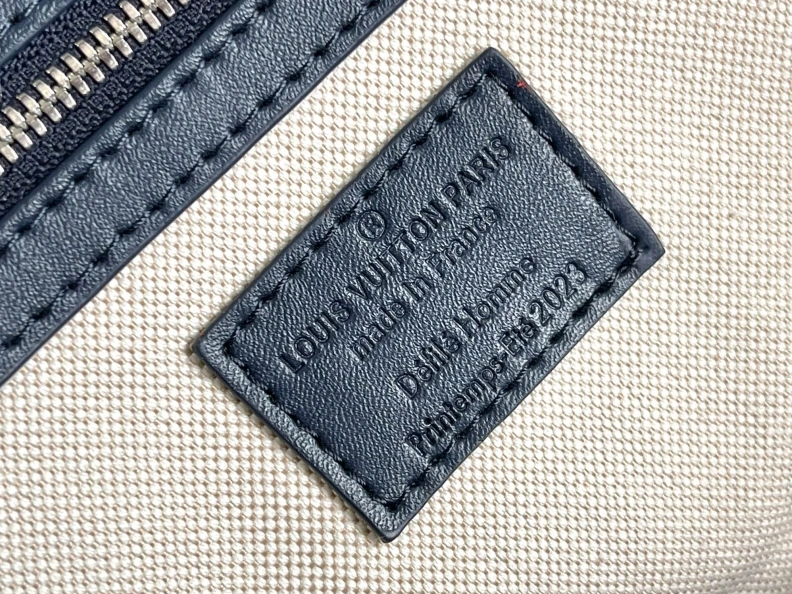 ®
LOUIS VUITTON PARIS
made in France
Défilé Homme
Printemps-Été 2023